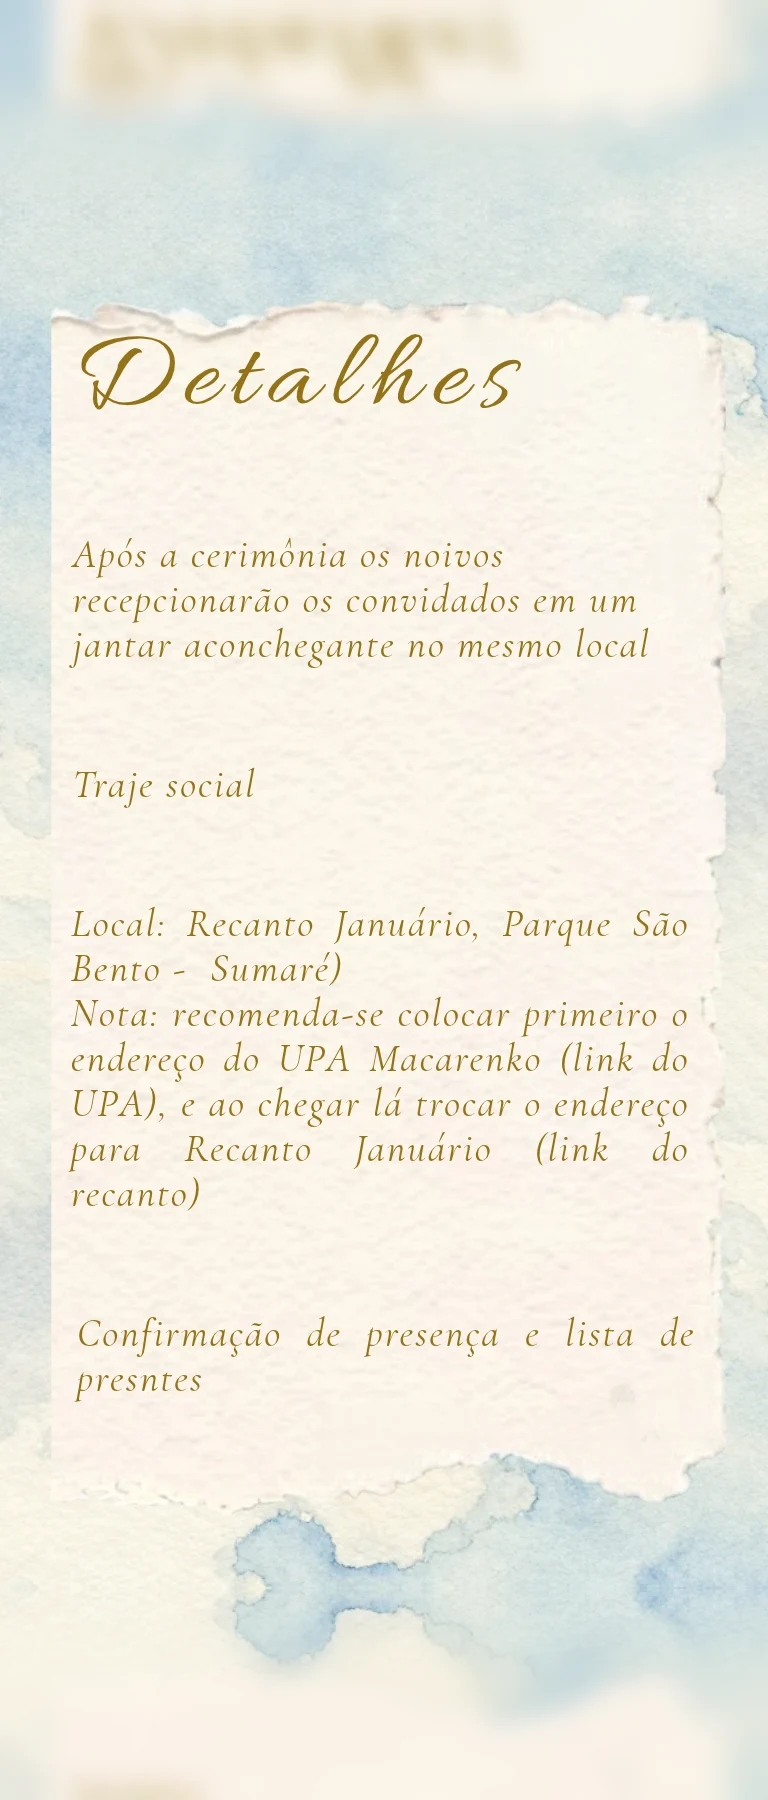 Detalhes
Após a cerimônia os noivos
recepcionarão os convidados em um
jantar aconchegante no mesmo local
Traje social
Local: Recanto Januário, Parque São
Bento - Sumaré)
Nota: recomenda-se colocar primeiro o
endereço do UPA Macarenko (link do
UPA), e ao chegar lá trocar o endereço
para Recanto Januário (link do
recanto)
Confirmação de presença e lista de
presntes